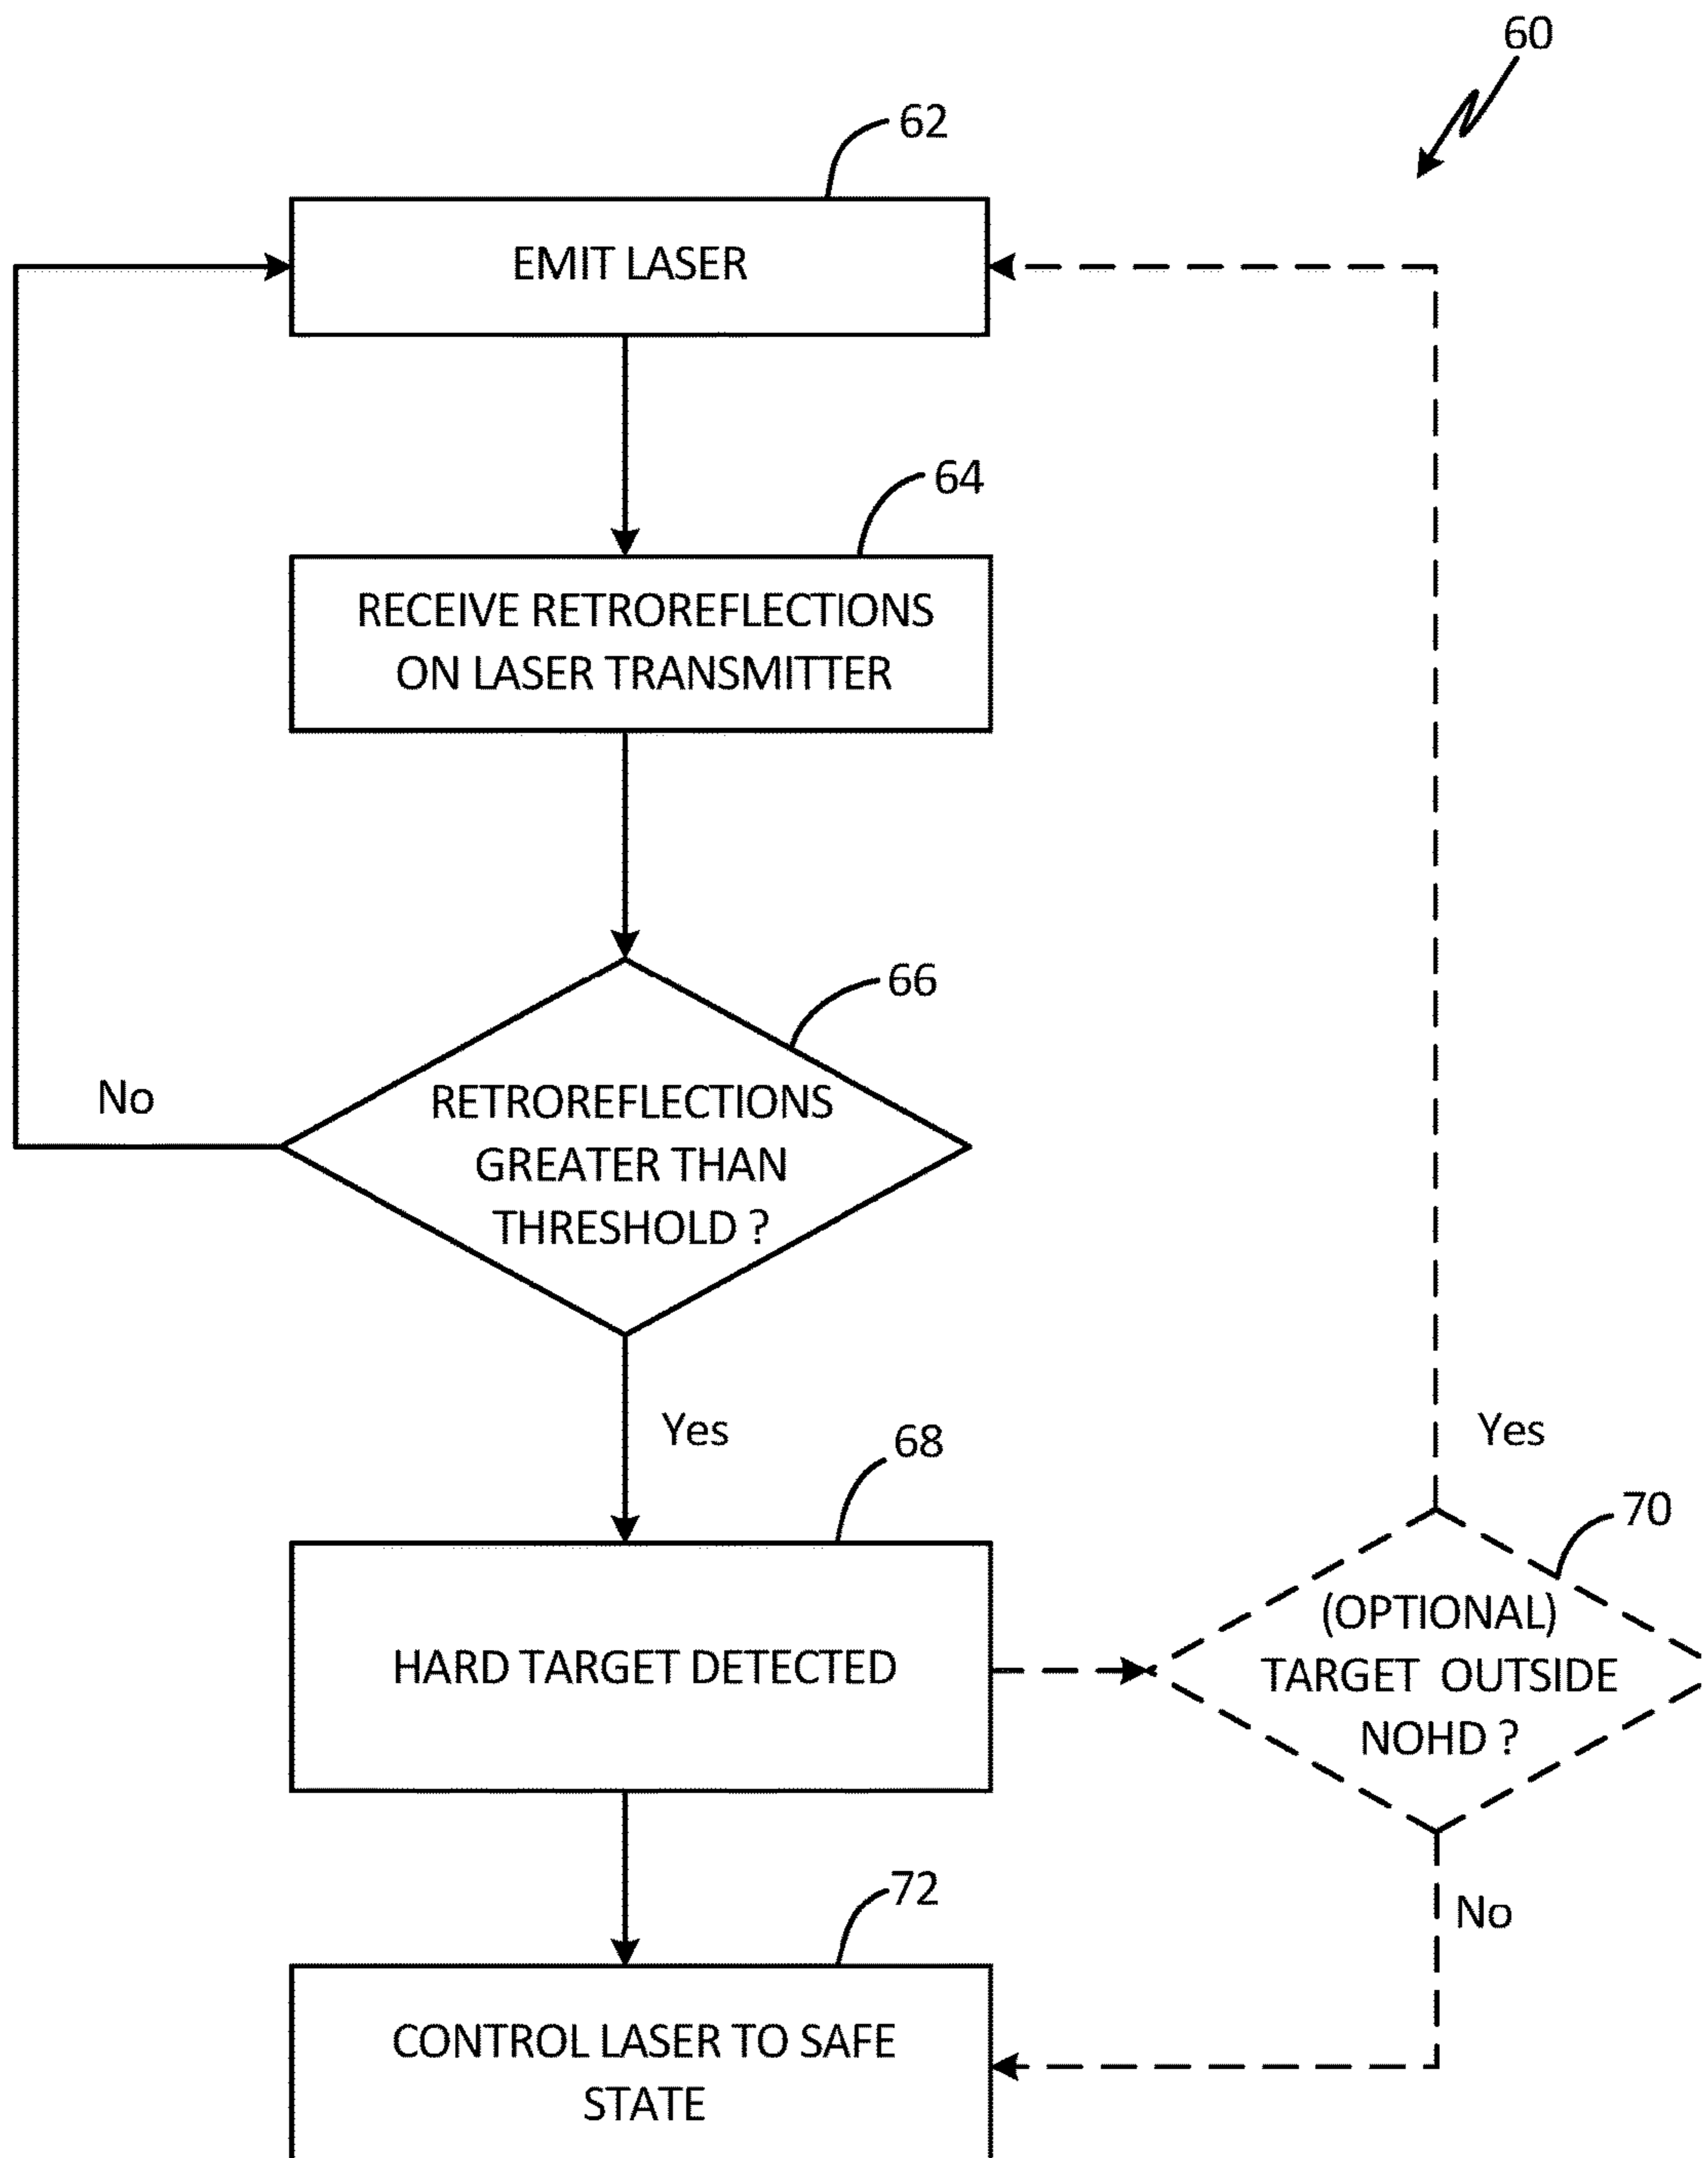 60
62
EMIT LASER
64
RECEIVE RETROREFLECTIONS
ON LASER TRANSMITTER
66
No
RETROREFLECTIONS
GREATER THAN
THRESHOLD ?
Yes
68
HARD TARGET DETECTED
Yes
70
(OPTIONAL)
TARGET OUTSIDE
NOHD ?
No
72
CONTROL LASER TO SAFE
STATE